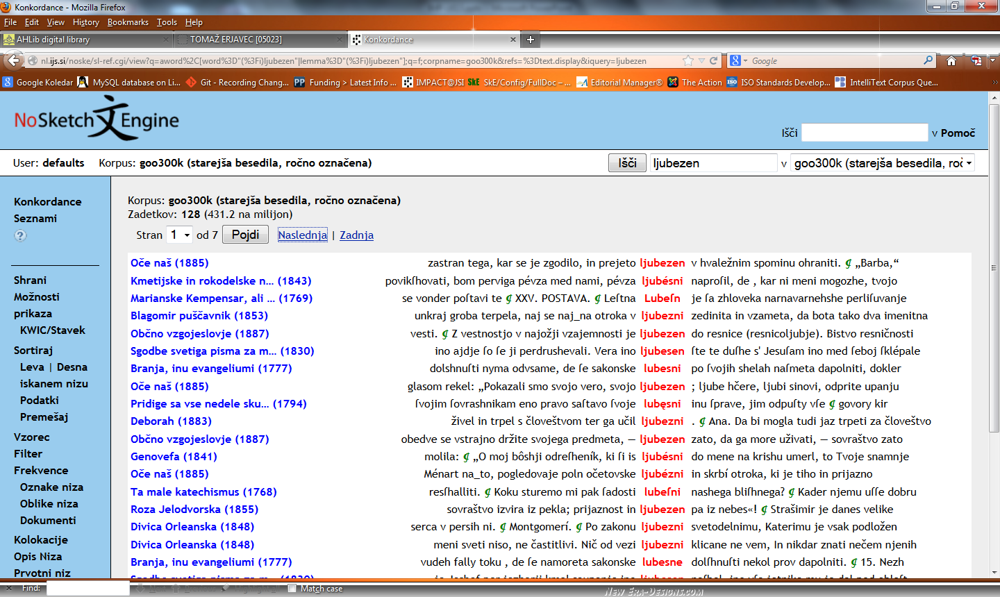 Konkordance - Mozilla Firefox
File Edit View History Bookmarks Tools Help
AHLib digital library
TOMAŽ ERJAVEC [05023]
Konkordance
nl.ijs.si/noske/sl-ref.cgi/view?q=aword%2C[word%3D"(%3Fi)ljubezen"|lemma%3D"(%3Fi)ljubezen"];q=f;corpname=goo300k&refs=%3Dtext.display&iquery=ljubezen
Google
Google Koledar MySQL database on Li... Git - Recording Chang... Funding > Latest Info ... IMPACT@JSI SkE/Config/FullDoc – ... Editorial Manager® The Action ISO Standards Develop... IntelliText Corpus Que...
NoSketch Engine
Išči v Pomoč
User: defaults Korpus: goo300k (starejša besedila, ročno označena)
Išči ljubezen v goo300k (starejša besedila, roč
Konkordance
Seznami
?
Shrani
Možnosti
prikaza
KWIC/Stavek
Sortiraj
Leva | Desna
iskanem nizu
Podatki
Premešaj
Vzorec
Filter
Frekvence
Oznake niza
Oblike niza
Dokumenti
Kolokacije
Opis Niza
Prvotni niz
Korpus: goo300k (starejša besedila, ročno označena)
Zadetkov: 128 (431.2 na milijon)
Stran 1 od 7 Pojdi Naslednja | Zadnja
Oče naš (1885) zastran tega, kar se je zgodilo, in prejeto ljubezen v hvaležnim spominu ohraniti. ₡ „Barba,“
Kmetijske in rokodelske n... (1843) povikſhovati, bom perviga pévza med nami, pévza ljubésni naproſil, de , kar ni meni mogozhe, tvojo
Marianske Kempensar, ali ... (1769) se vonder poſtavi te ₡ XXV. POSTAVA. ₡ Leſtna Lubeſn je ſa zhloveka narnavarnehshe perliſuvanje
Blagomir puščavnik (1853) unkraj groba terpela, naj se naj_na otroka v ljubezni zedinita in vzameta, da bota tako dva imenitna
Občno vzgojeslovje (1887) vesti. ₡ Z vestnostjo v najožji vzajemnosti je ljubezen do resnice (resnicoljubje). Bistvo resničnosti
Sgodbe svetiga pisma za m... (1830) ino ajdje ſo ſe ji perdrushevali. Vera ino ljubesen ſte te duſhe s' Jesuſam ino med ſeboj ſklépale
Branja, inu evangeliumi (1777) dolshnuſti nyma odvsame, de ſe sakonske lubesni po ſvojih shelah naſmeta dapolniti, dokler
Oče naš (1885) glasom rekel: „Pokazali smo svojo vero, svojo ljubezen ; ljube hčere, ljubi sinovi, odprite upanju
Pridige sa vse nedele sku... (1794) ſvojim ſovrashnikam eno pravo saſtavo ſvoje lubęsni inu ſprave, jim odpuſty vſe ₡ govory kir
Deborah (1883) živel in trpel s človeštvom ter ga učil ljubezni . ₡ Ana. Da bi mogla tudi jaz trpeti za človeštvo
Občno vzgojeslovje (1887) obedve se vstrajno držite svojega predmeta, — ljubezen zato, da ga more uživati, — sovraštvo zato
Genovefa (1841) molila: ₡ „O moj bôshji odreſheník, ki ſi is ljubésni do mene na krishu umerl, to Tvoje snamnje
Oče naš (1885) Ménart na_to, pogledovaje poln očetovske ljubézni in skrbí otroka, ki je tiho in prijazno
Ta male katechismus (1768) resſhalliti. ₡ Koku sturemo mi pak ſadosti lubeſni nashega bliſhnega? ₡ Kader njemu uſſe dobru
Roza Jelodvorska (1855) sovraštvo izvira iz pekla; prijaznost in ljubezen pa iz nebes«! ₡ Strašimir je danes velike
Divica Orleanska (1848) serca v persih ni. ₡ Montgomerí. ₡ Po zakonu ljubezni svetodelnimu, Katerimu je vsak podložen
Divica Orleanska (1848) meni sveti niso, ne častitlivi. Nič od vezi ljubézni klicane ne vem, In nikdar znati nečem njenih
Branja, inu evangeliumi (1777) vudeh fally toku , de ſe namoreta sakonske lubesne dolſhnuſti nekol prov dapolniti. ₡ 15. Nezh
Find: Match case
New Era-Designs.com